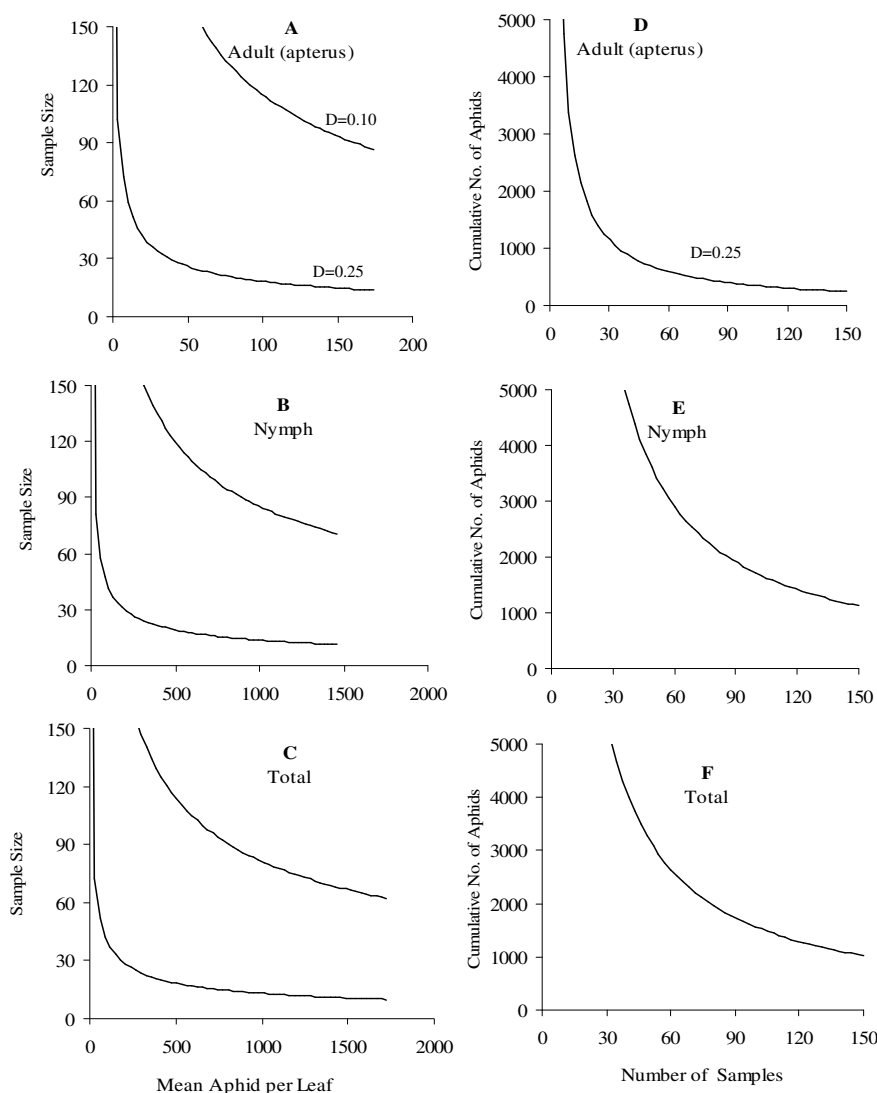 A
Adult (apterus)
Sample Size
150
120
90
60
30
0
D=0.10
D=0.25
0 50 100 150 200
D
Adult (apterus)
Cumulative No. of Aphids
5000
4000
3000
2000
1000
0
D=0.25
0 30 60 90 120 150
B
Nymph
Sample Size
150
120
90
60
30
0
0 500 1000 1500 2000
E
Nymph
Cumulative No. of Aphids
5000
4000
3000
2000
1000
0
0 30 60 90 120 150
C
Total
Sample Size
150
120
90
60
30
0
0 500 1000 1500 2000
Mean Aphid per Leaf
F
Total
Cumulative No. of Aphids
5000
4000
3000
2000
1000
0
0 30 60 90 120 150
Number of Samples